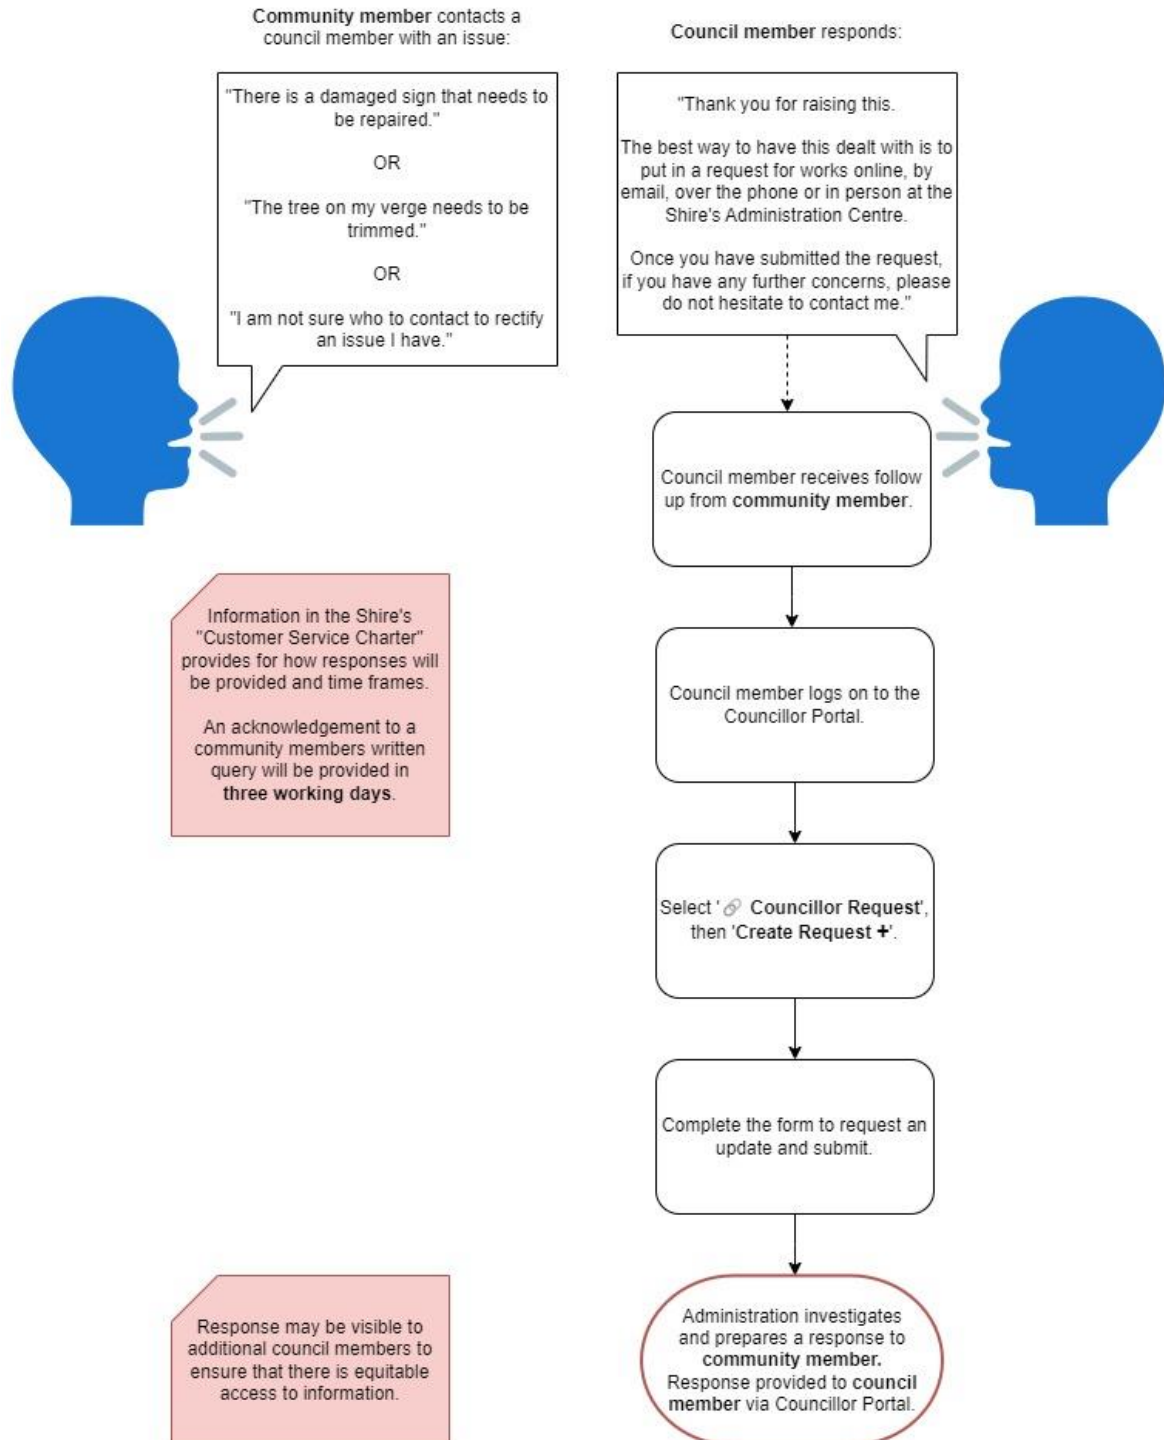 Community member contacts a
council member with an issue:
"There is a damaged sign that needs to
be repaired."
OR
"The tree on my verge needs to be
trimmed."
OR
"I am not sure who to contact to rectify
an issue I have."
Council member responds:
"Thank you for raising this.
The best way to have this dealt with is to
put in a request for works online, by
email, over the phone or in person at the
Shire's Administration Centre.
Once you have submitted the request,
if you have any further concerns, please
do not hesitate to contact me."
Council member receives follow
up from community member.
Information in the Shire's
"Customer Service Charter"
provides for how responses will
be provided and time frames.
An acknowledgement to a
community members written
query will be provided in
three working days.
Council member logs on to the
Councillor Portal.
Select '🔗 Councillor Request',
then 'Create Request +'.
Complete the form to request an
update and submit.
Response may be visible to
additional council members to
ensure that there is equitable
access to information.
Administration investigates
and prepares a response to
community member.
Response provided to council
member via Councillor Portal.